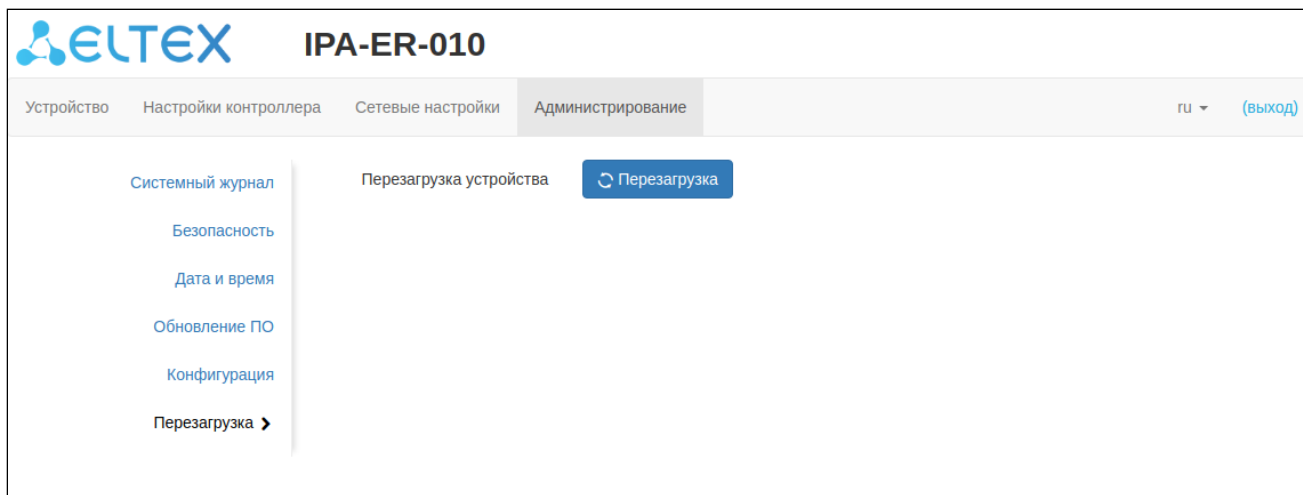 ELTEX IPA-ER-010
Устройство Настройки контроллера Сетевые настройки Администрирование ru (выход)
Системный журнал
Перезагрузка устройства Перезагрузка
Безопасность
Дата и время
Обновление ПО
Конфигурация
Перезагрузка